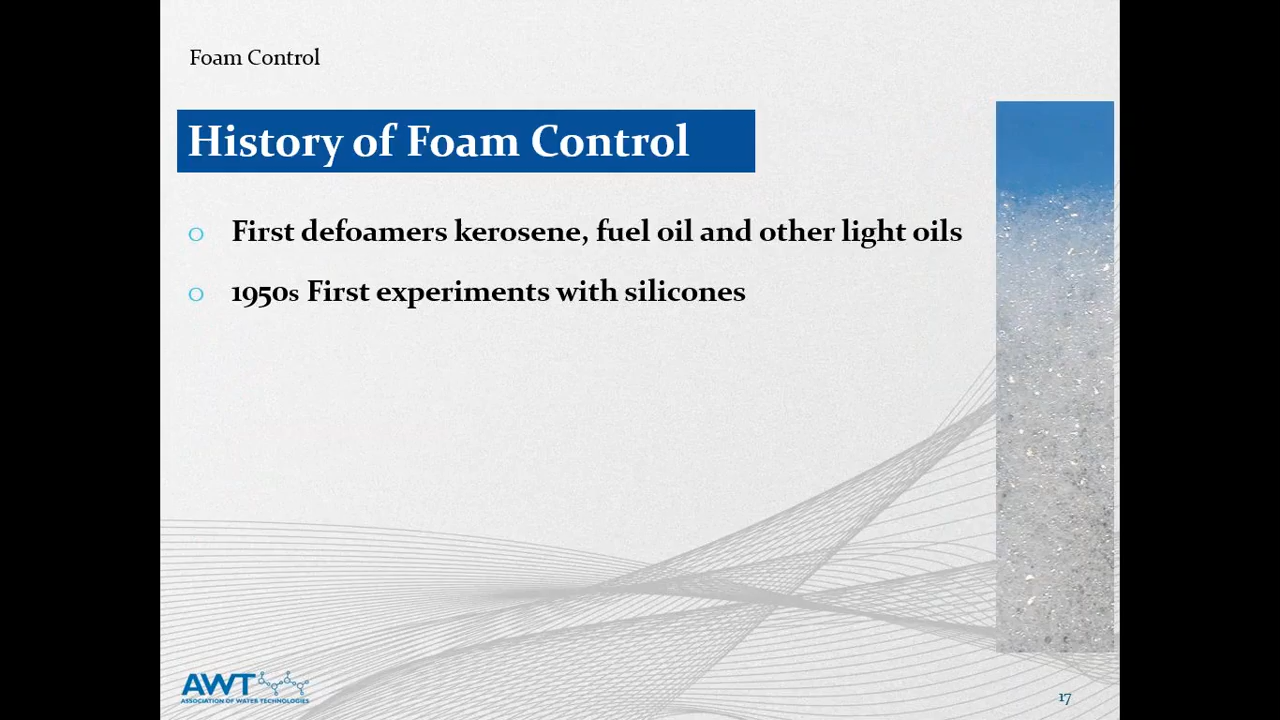 Foam Control
History of Foam Control
First defoamers kerosene, fuel oil and other light oils
1950s First experiments with silicones
AWT
ASSOCIATION OF WATER TECHNOLOGIES
17